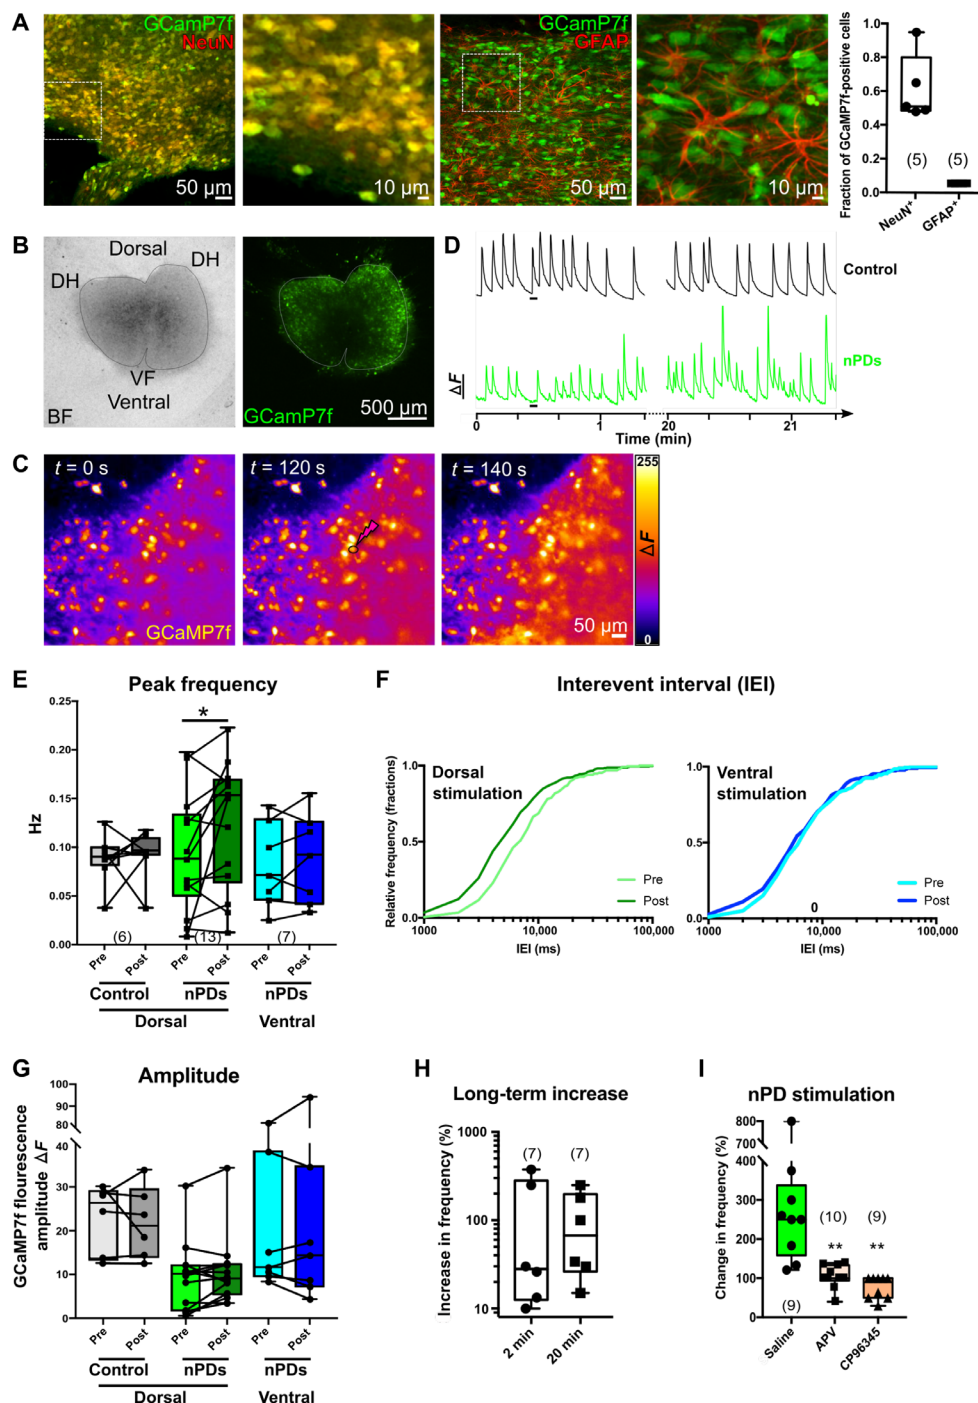 A
GCamP7f
NeuN
50 µm
10 µm
GCamP7f
GFAP
50 µm
10 µm
Fraction of GCaMP7f-positive cells
1.0
0.8
0.6
0.4
0.2
0.0
(5)
(5)
NeuN+
GFAP+
B
Dorsal
DH
DH
VF
Ventral
BF
GCamP7f
500 µm
D
Control
nPDs
ΔF
0
1
20
21
Time (min)
C
t = 0 s
t = 120 s
t = 140 s
GCaMP7f
50 µm
255
ΔF
0
E
Peak frequency
Hz
0.25
0.20
0.15
0.10
0.05
0.00
*
(6)
(13)
(7)
Pre
Post
Pre
Post
Pre
Post
Control
nPDs
nPDs
Dorsal
Ventral
F
Interevent interval (IEI)
Relative frequency (fractions)
1.0
0.5
0.0
Dorsal
stimulation
Pre
Post
1000
10,000
100,000
IEI (ms)
1.0
0.5
0.0
Ventral
stimulation
0
Pre
Post
1000
10,000
100,000
IEI (ms)
G
Amplitude
GCaMP7f flourescence
amplitude ΔF
100
90
80
40
30
20
10
0
Pre
Post
Pre
Post
Pre
Post
Control
nPDs
nPDs
Dorsal
Ventral
H
Long-term increase
Increase in frequency (%)
1000
100
10
(7)
(7)
2 min
20 min
I
nPD stimulation
Change in frequency (%)
800
700
400
300
200
100
0
(9)
(10)
**
(9)
**
Saline
APV
CP96345